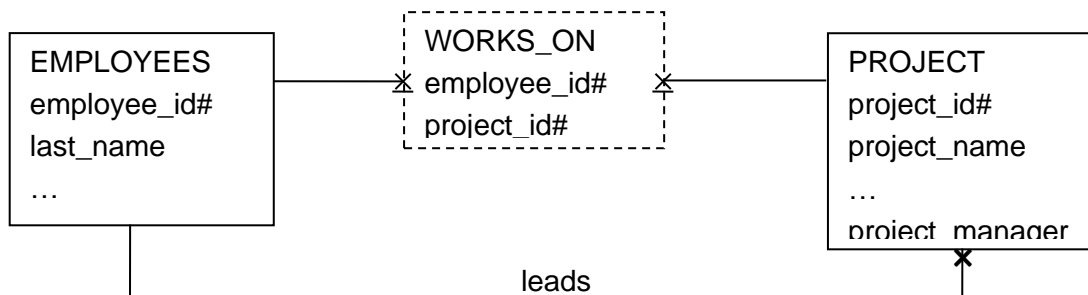 EMPLOYEES
employee_id#
last_name
…
WORKS_ON
employee_id#
project_id#
PROJECT
project_id#
project_name
…
project_manager
leads